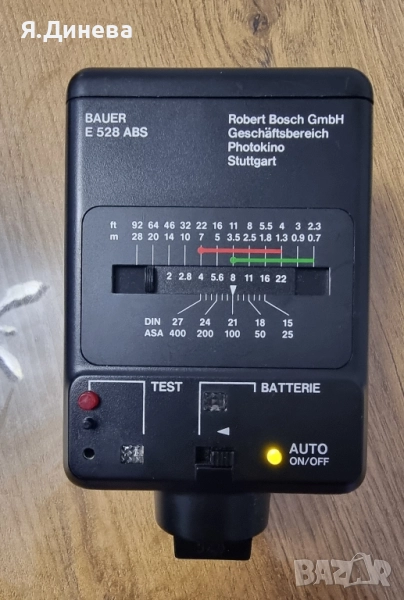 Я.Динева
BAUER
E 528 ABS
Robert Bosch GmbH
Geschäftsbereich
Photokino
Stuttgart
ft 92 64 46 32 22 16 11 8 5.5 4 3 2.3
m 28 20 14 10 7 5 3.5 2.5 1.8 1.3 0.9 0.7
2 2.8 4 5.6 8 11 16 22
DIN 27 24 21 18 15
ASA 400 200 100 50 25
TEST
BATTERIE
AUTO
ON/OFF
BAZAR